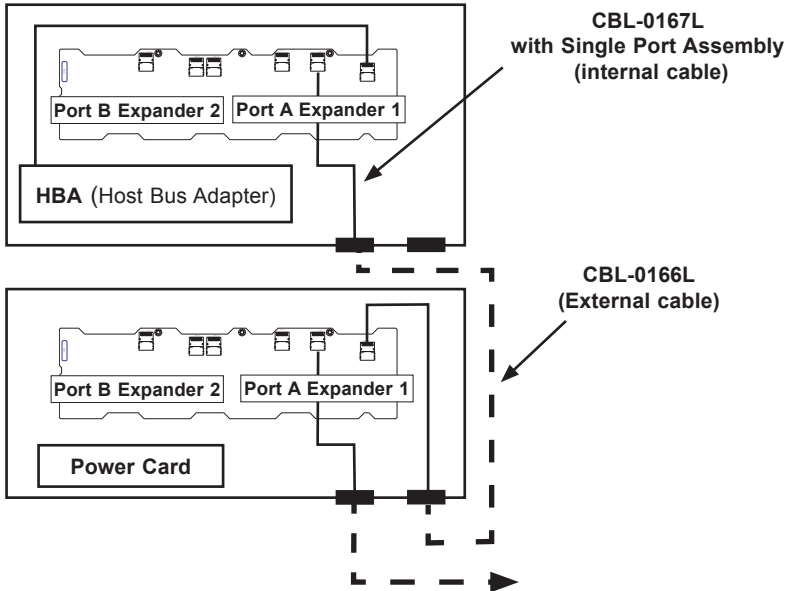 CBL-0167L
with Single Port Assembly
(internal cable)
Port B Expander 2
Port A Expander 1
HBA (Host Bus Adapter)
CBL-0166L
(External cable)
Port B Expander 2
Port A Expander 1
Power Card